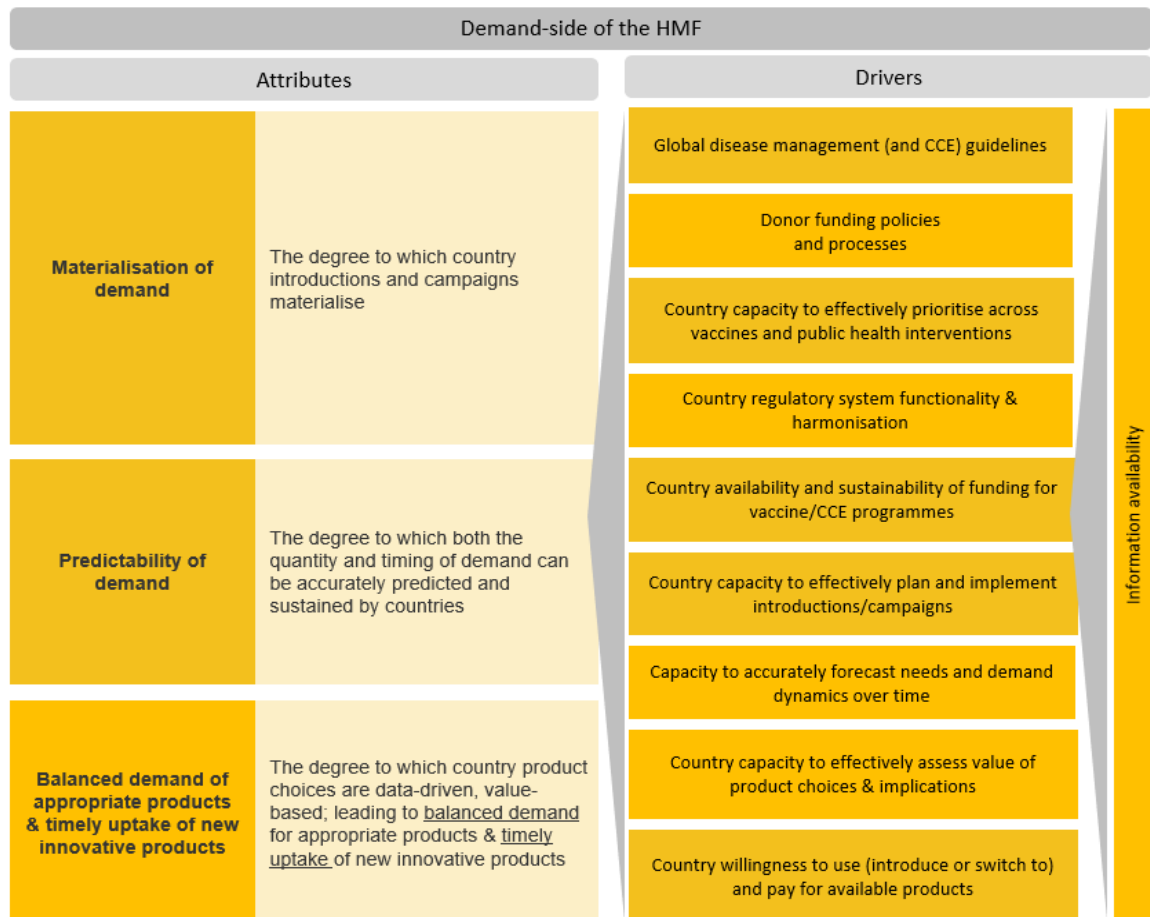 Demand-side of the HMF
Attributes
Drivers
Materialisation of
demand
The degree to which country
introductions and campaigns
materialise
Predictability of
demand
The degree to which both the
quantity and timing of demand can
be accurately predicted and
sustained by countries
Balanced demand of
appropriate products
& timely uptake of new
innovative products
The degree to which country product
choices are data-driven, value-
based; leading to balanced demand
for appropriate products & timely
uptake of new innovative products
Global disease management (and CCE) guidelines
Donor funding policies
and processes
Country capacity to effectively prioritise across
vaccines and public health interventions
Country regulatory system functionality &
harmonisation
Country availability and sustainability of funding for
vaccine/CCE programmes
Country capacity to effectively plan and implement
introductions/campaigns
Capacity to accurately forecast needs and demand
dynamics over time
Country capacity to effectively assess value of
product choices & implications
Country willingness to use (introduce or switch to)
and pay for available products
Information availability